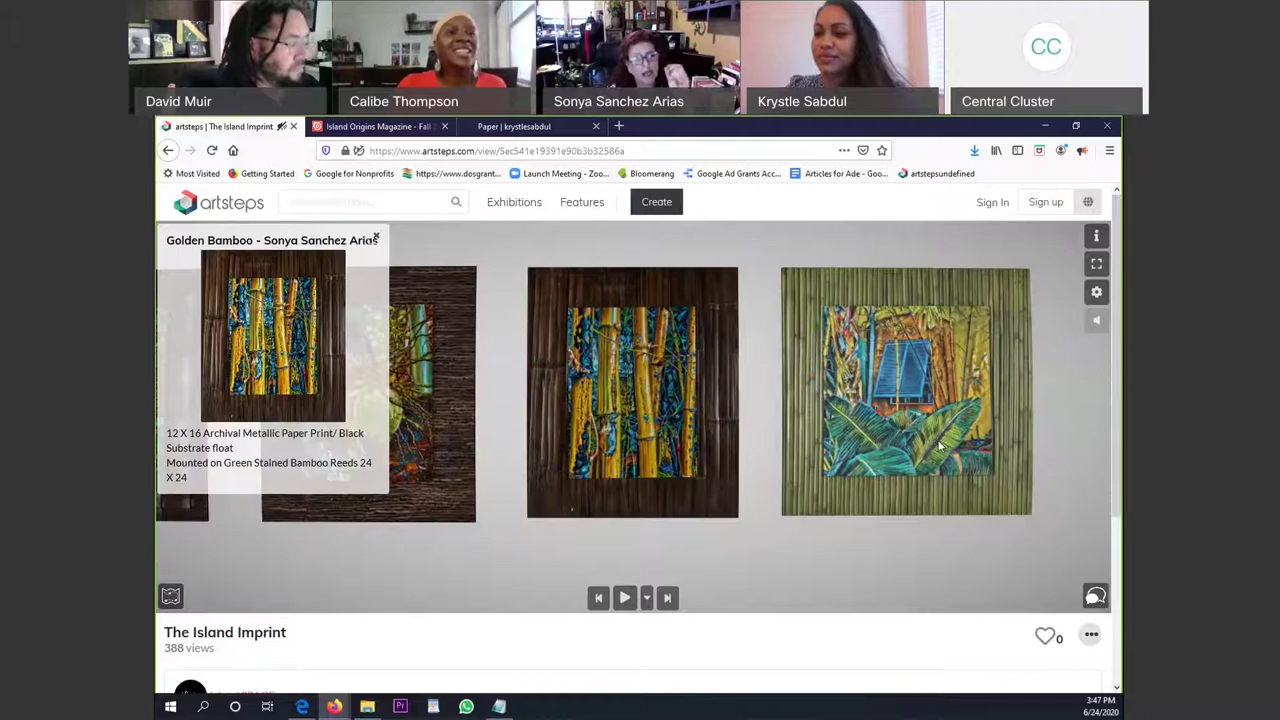 David Muir
Calibe Thompson
Sonya Sanchez Arias
Krystle Sabdul
CC
Central Cluster
artsteps | The Island Imprint
Island Origins Magazine - Fall
Paper | krystlesabdul
https://www.artsteps.com/view/5ec541e19391e90b3b32586a
Most Visited
Getting Started
Google for Nonprofits
https://www.dosgrant...
Launch Meeting - Zoo...
Bloomerang
Google Ad Grants Acc...
Articles for Ade - Goo...
artstepsundefined
artsteps
Exhibitions
Features
Create
Sign In
Sign up
Golden Bamboo - Sonya Sanchez Arias
12 X 16 Archival Metallic Paper Print/ Black
Substrate float
Mounted on Green Stained Bamboo Reeds 24
X 24
The Island Imprint
388 views
0
3:47 PM
6/24/2020